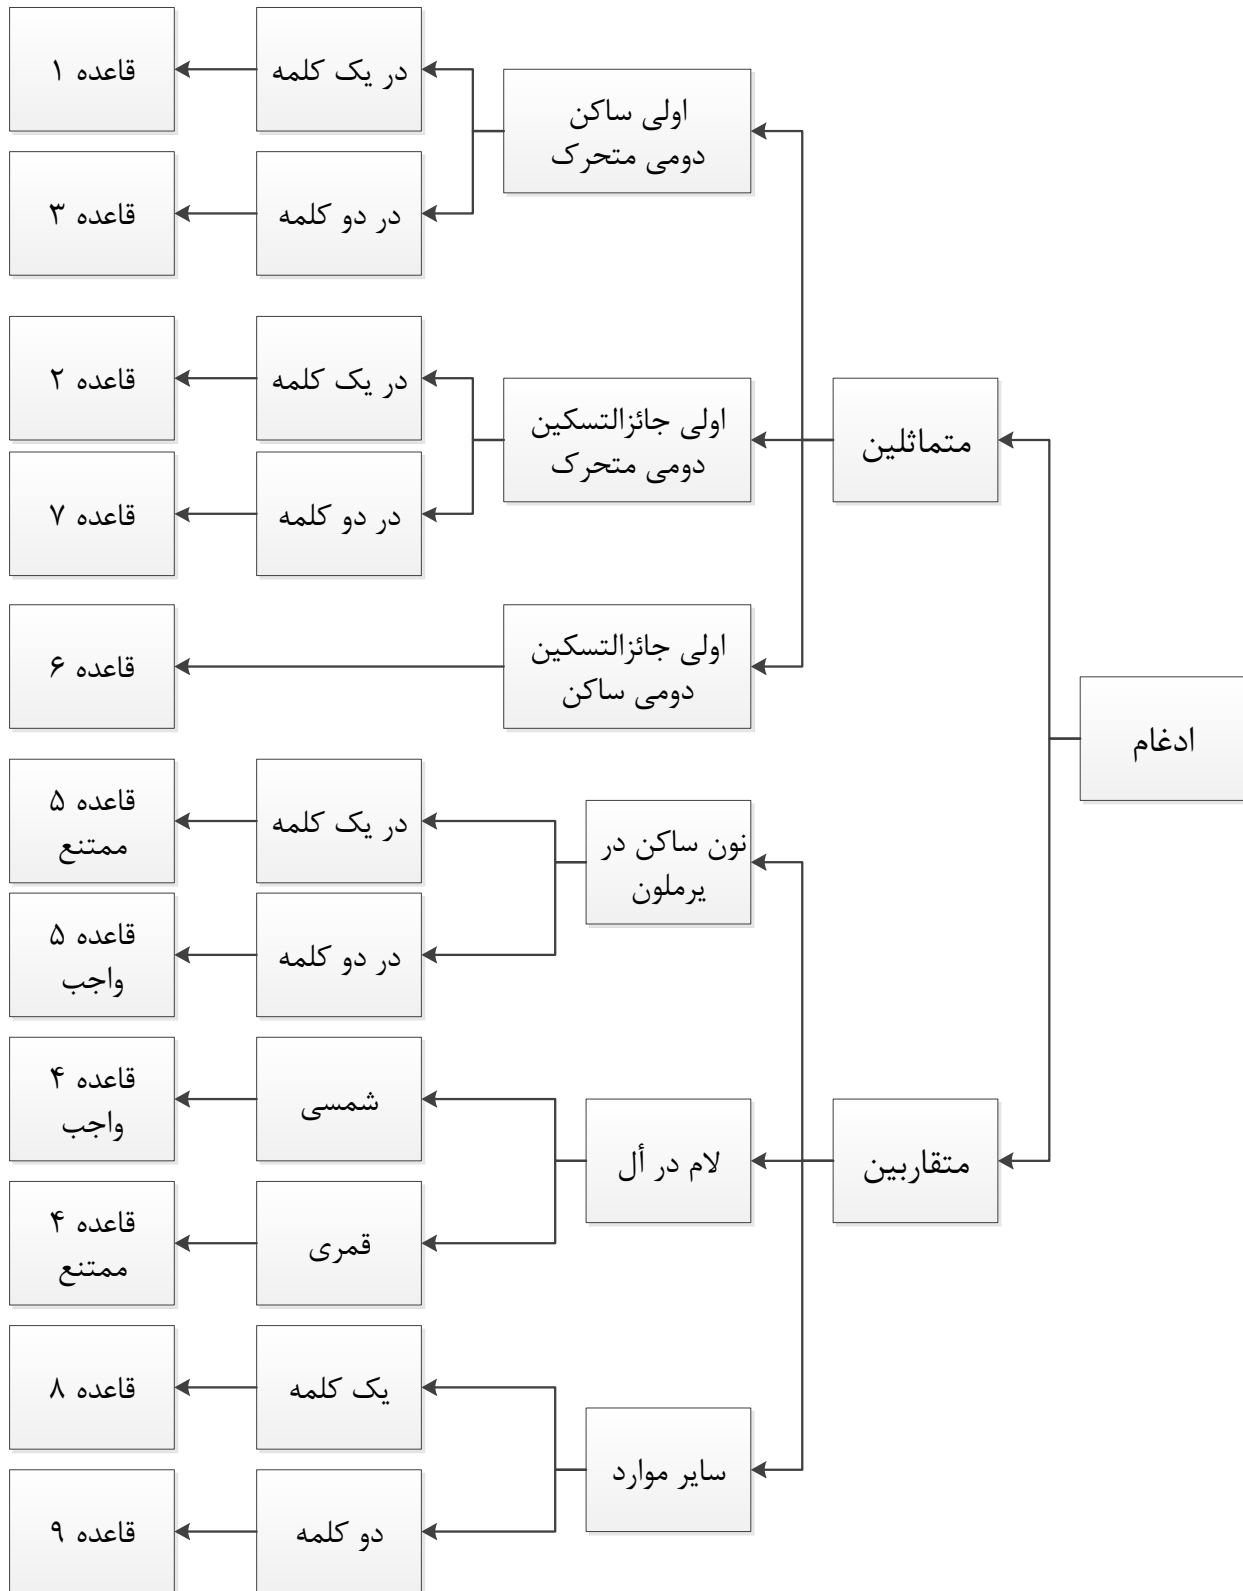 ادغام
متماثلین
اولی ساکن
دومی متحرک
در یک کلمه
قاعده ۱
در دو کلمه
قاعده ۳
اولی جائزالتسکین
دومی متحرک
در یک کلمه
قاعده ۲
در دو کلمه
قاعده ۷
اولی جائزالتسکین
دومی ساکن
قاعده ۶
متقاربین
نون ساکن در
یرملون
در یک کلمه
قاعده ۵
ممتنع
در دو کلمه
قاعده ۵
واجب
لام در أل
شمسی
قاعده ۴
واجب
قمری
قاعده ۴
ممتنع
سایر موارد
یک کلمه
قاعده ۸
دو کلمه
قاعده ۹